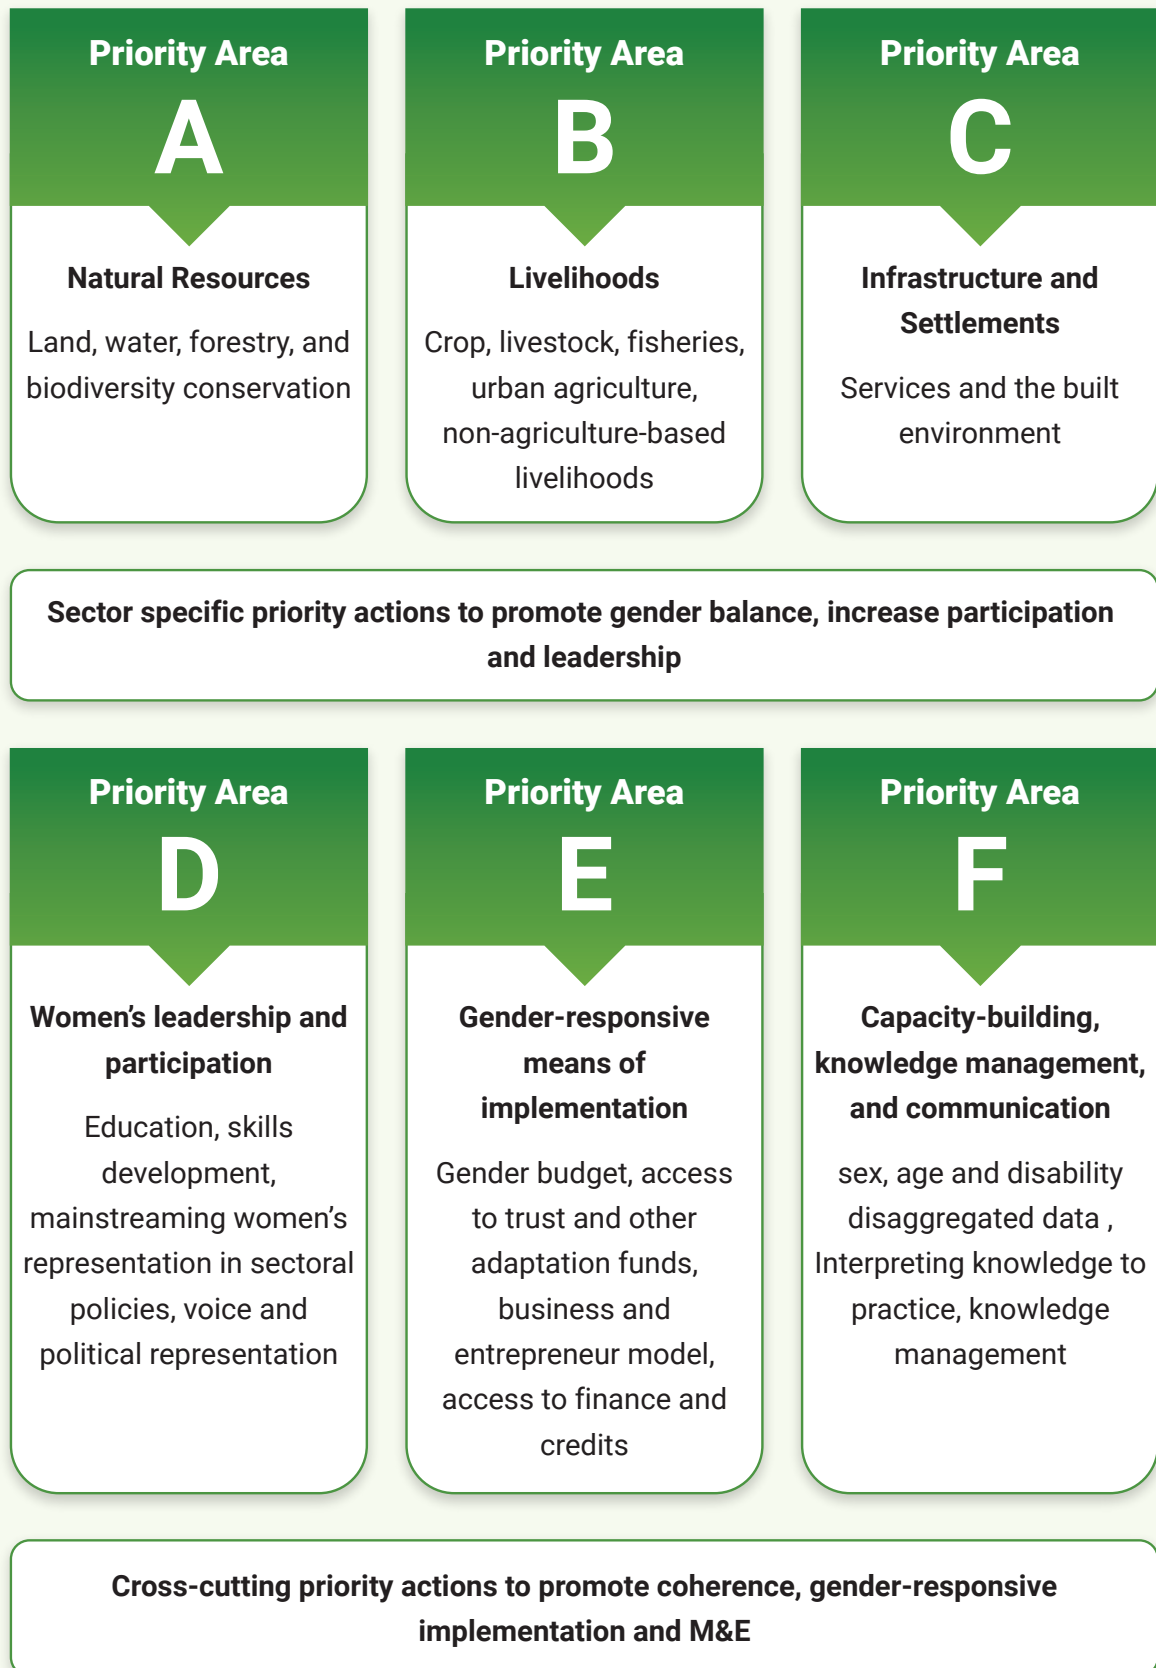 Priority Area
A
Natural Resources
Land, water, forestry, and
biodiversity conservation
Priority Area
B
Livelihoods
Crop, livestock, fisheries,
urban agriculture,
non-agriculture-based
livelihoods
Priority Area
C
Infrastructure and
Settlements
Services and the built
environment
Sector specific priority actions to promote gender balance, increase participation
and leadership
Priority Area
D
Women’s leadership and
participation
Education, skills
development,
mainstreaming women’s
representation in sectoral
policies, voice and
political representation
Priority Area
E
Gender-responsive
means of
implementation
Gender budget, access
to trust and other
adaptation funds,
business and
entrepreneur model,
access to finance and
credits
Priority Area
F
Capacity-building,
knowledge management,
and communication
sex, age and disability
disaggregated data ,
Interpreting knowledge to
practice, knowledge
management
Cross-cutting priority actions to promote coherence, gender-responsive
implementation and M&E